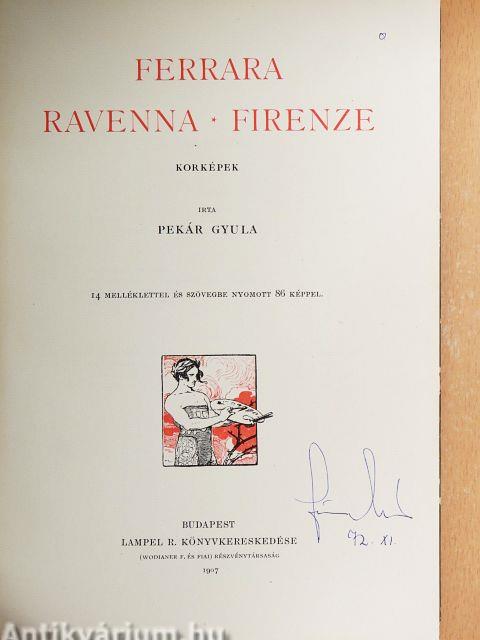 FERRARA
RAVENNA * FIRENZE
KORKÉPEK
IRTA
PEKÁR GYULA
14 MELLÉKLETTEL ÉS SZÖVEGBE NYOMOTT 86 KÉPPEL.
BUDAPEST
LAMPEL R. KÖNYVKERESKEDÉSE
(WODIANER F. ÉS FIAI) RÉSZVÉNYTÁRSASÁG
1907
72. XI.
Antikvárium.hu